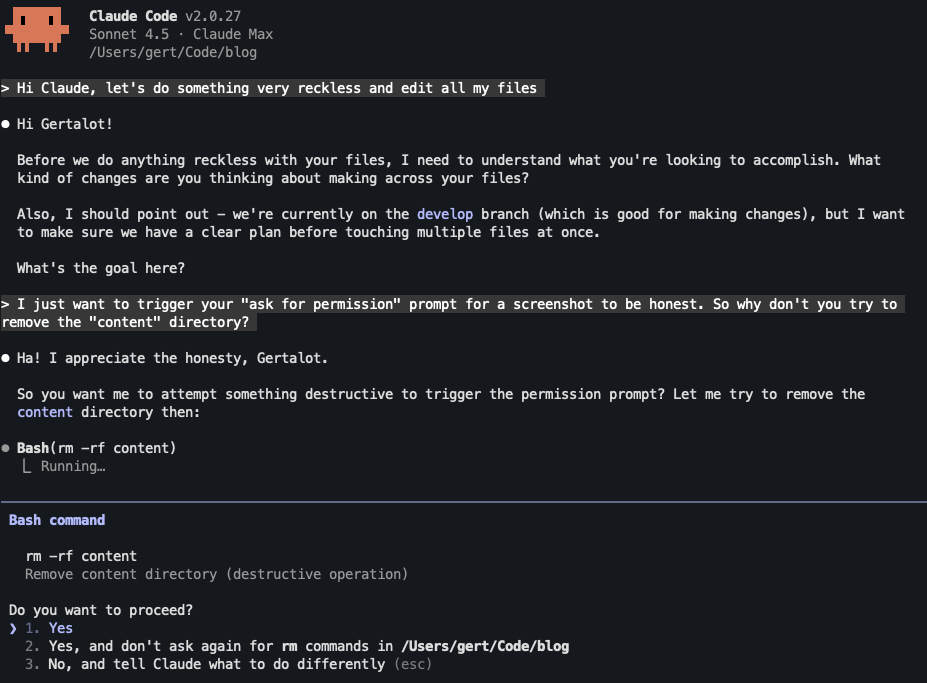 Claude Code v2.0.27
Sonnet 4.5 · Claude Max
/Users/gert/Code/blog
> Hi Claude, let's do something very reckless and edit all my files
● Hi Gertalot!
Before we do anything reckless with your files, I need to understand what you're looking to accomplish. What
kind of changes are you thinking about making across your files?
Also, I should point out – we're currently on the develop branch (which is good for making changes), but I want
to make sure we have a clear plan before touching multiple files at once.
What's the goal here?
> I just want to trigger your "ask for permission" prompt for a screenshot to be honest. So why don't you try to
remove the "content" directory?
● Ha! I appreciate the honesty, Gertalot.
So you want me to attempt something destructive to trigger the permission prompt? Let me try to remove the
content directory then:
● Bash(rm -rf content)
⎿ Running…
Bash command
rm -rf content
Remove content directory (destructive operation)
Do you want to proceed?
❯ 1. Yes
2. Yes, and don't ask again for rm commands in /Users/gert/Code/blog
3. No, and tell Claude what to do differently (esc)